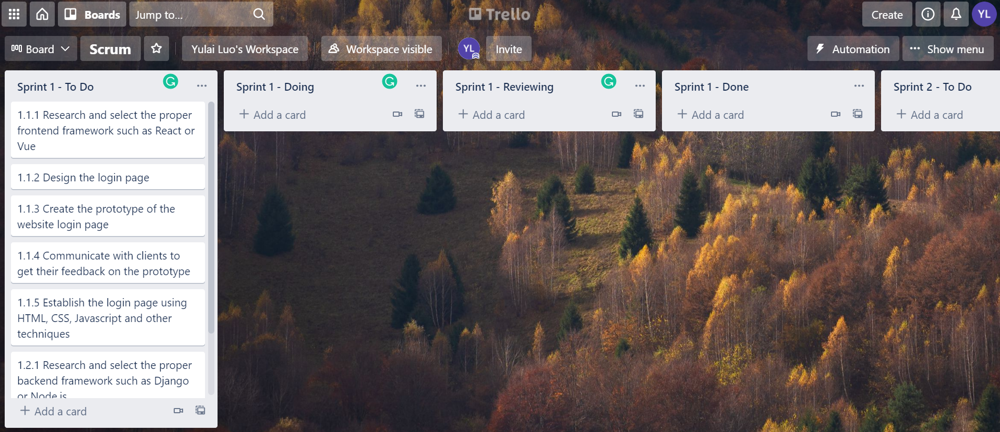 Boards
Jump to...
Trello
Create
YL
Board
Scrum
Yulai Luo's Workspace
Workspace visible
YL
Invite
Automation
Show menu
Sprint 1 - To Do
1.1.1 Research and select the proper
frontend framework such as React or
Vue
1.1.2 Design the login page
1.1.3 Create the prototype of the
website login page
1.1.4 Communicate with clients to
get their feedback on the prototype
1.1.5 Establish the login page using
HTML, CSS, Javascript and other
techniques
1.2.1 Research and select the proper
backend framework such as Django
or Node.js
Add a card
Sprint 1 - Doing
Add a card
Sprint 1 - Reviewing
Add a card
Sprint 1 - Done
Add a card
Sprint 2 - To Do
Add a card